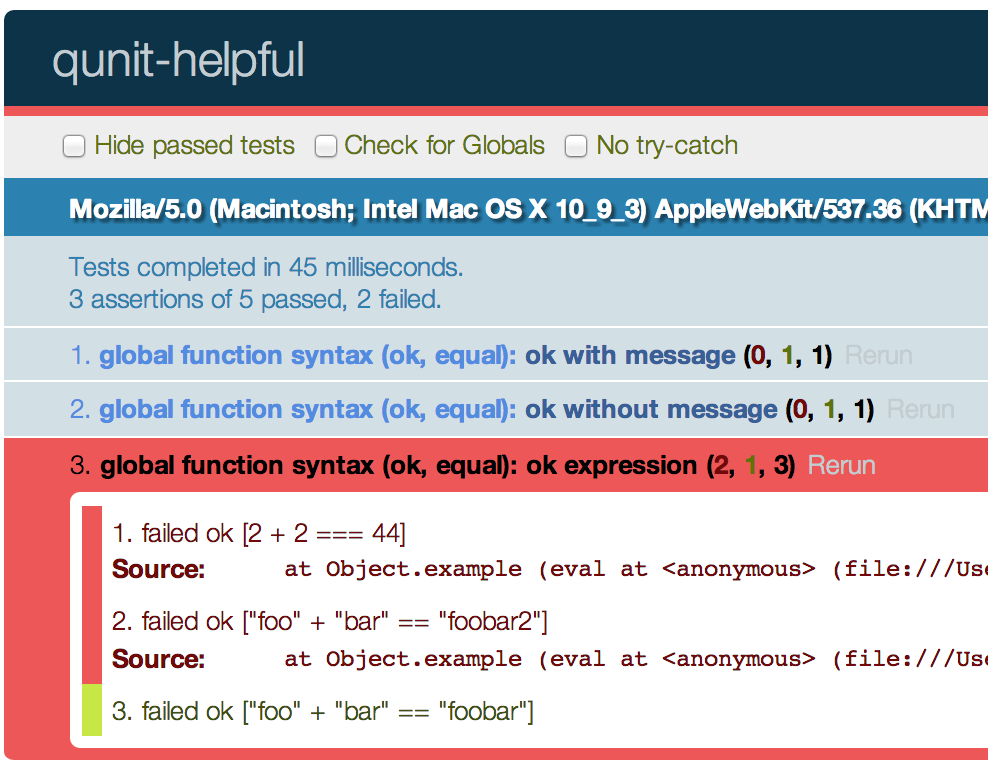 qunit-helpful
Hide passed tests Check for Globals No try-catch
Mozilla/5.0 (Macintosh; Intel Mac OS X 10_9_3) AppleWebKit/537.36 (KHTM
Tests completed in 45 milliseconds.
3 assertions of 5 passed, 2 failed.
1. global function syntax (ok, equal): ok with message (0, 1, 1) Rerun
2. global function syntax (ok, equal): ok without message (0, 1, 1) Rerun
3. global function syntax (ok, equal): ok expression (2, 1, 3) Rerun
1. failed ok [2 + 2 === 44]
Source: at Object.example (eval at <anonymous> (file:///Use
2. failed ok ["foo" + "bar" == "foobar2"]
Source: at Object.example (eval at <anonymous> (file:///Use
3. failed ok ["foo" + "bar" == "foobar"]